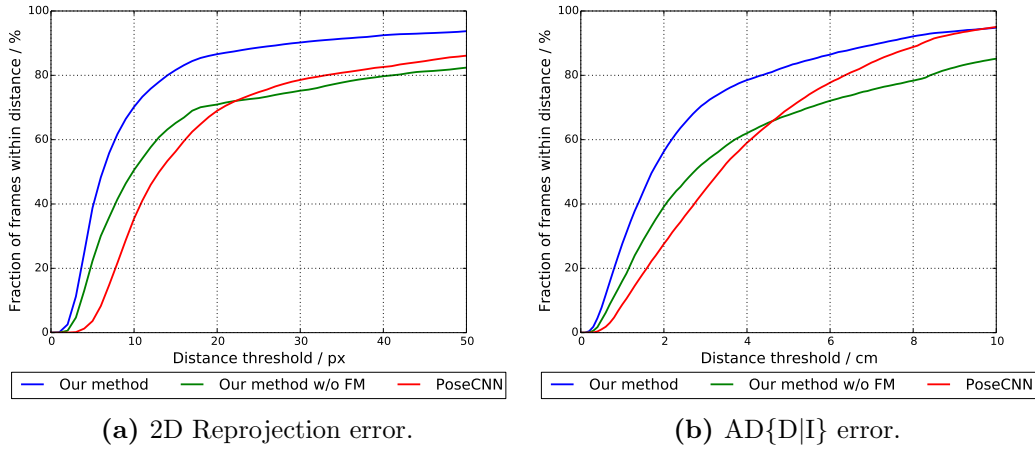 Fraction of frames within distance / %
100
80
60
40
20
0
0 10 20 30 40 50
Distance threshold / px
Our method Our method w/o FM PoseCNN
(a) 2D Reprojection error.
Fraction of frames within distance / %
100
80
60
40
20
0
0 2 4 6 8 10
Distance threshold / cm
Our method Our method w/o FM PoseCNN
(b) AD{D|I} error.